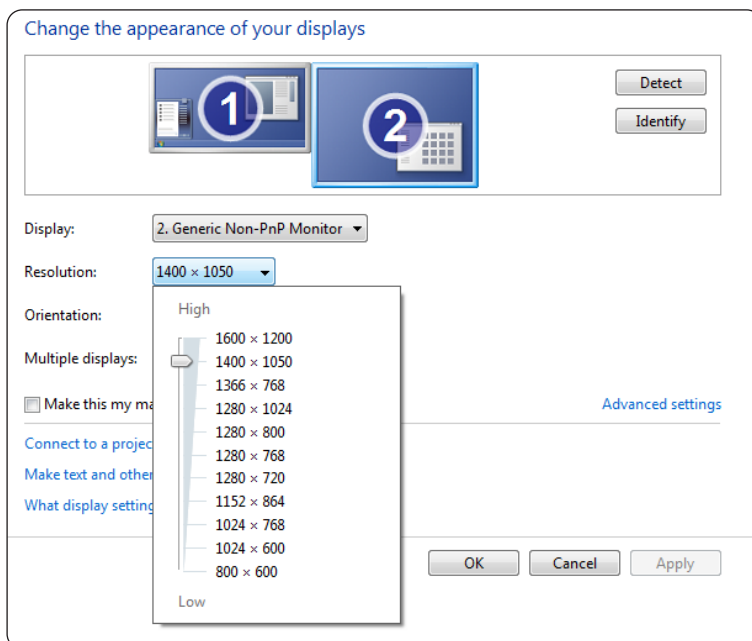 Change the appearance of your displays
1
2
Detect
Identify
Display:
2. Generic Non-PnP Monitor
Resolution:
1400 × 1050
Orientation:
Multiple displays:
High
1600 × 1200
1400 × 1050
1366 × 768
1280 × 1024
1280 × 800
1280 × 768
1280 × 720
1152 × 864
1024 × 768
1024 × 600
800 × 600
Low
Make this my ma
Advanced settings
Connect to a projec
Make text and other
What display setting
OK
Cancel
Apply